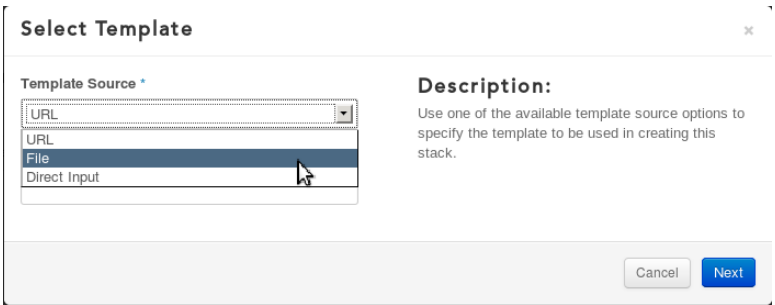 Select Template
×
Template Source *
URL
URL
File
Direct Input
Description:
Use one of the available template source options to
specify the template to be used in creating this
stack.
Cancel
Next